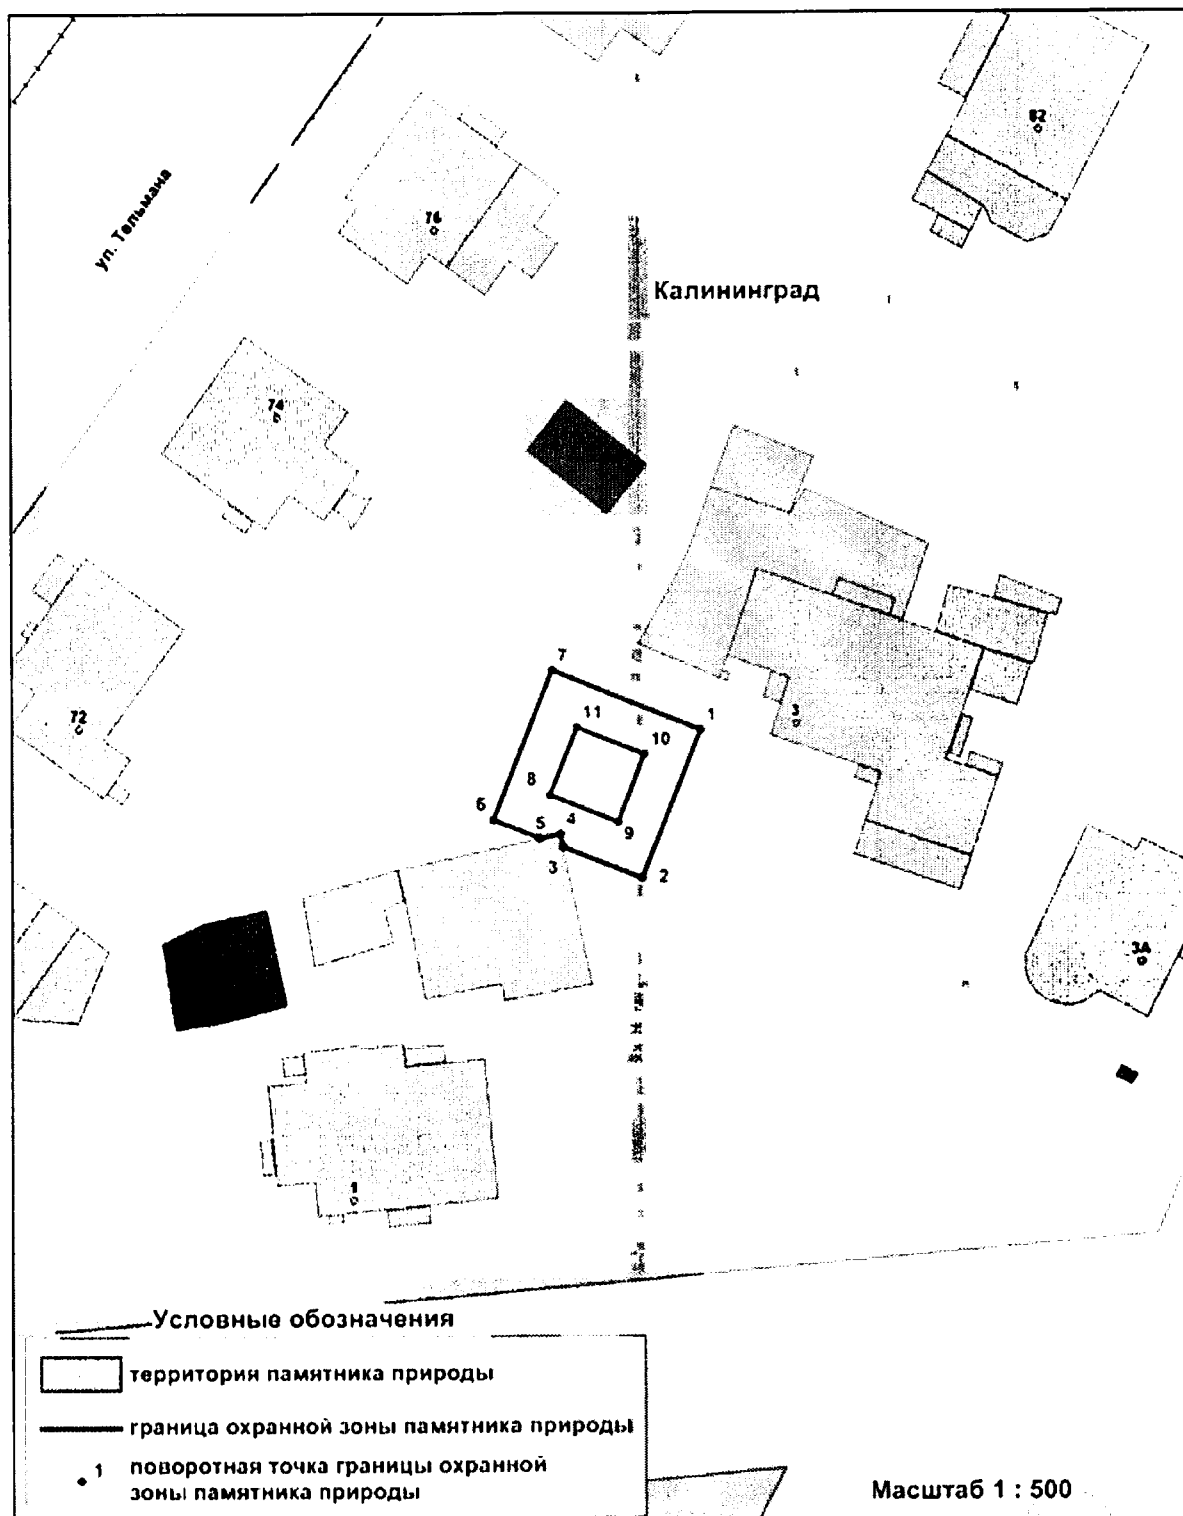 82
76
ул. Тельмана
Калининград
74
7
72
11
1
3
10
8
6
4
9
5
3
2
3А
1
Условные обозначения
территория памятника природы
граница охранной зоны памятника природы
1 поворотная точка границы охранной
зоны памятника природы
Масштаб 1 : 500